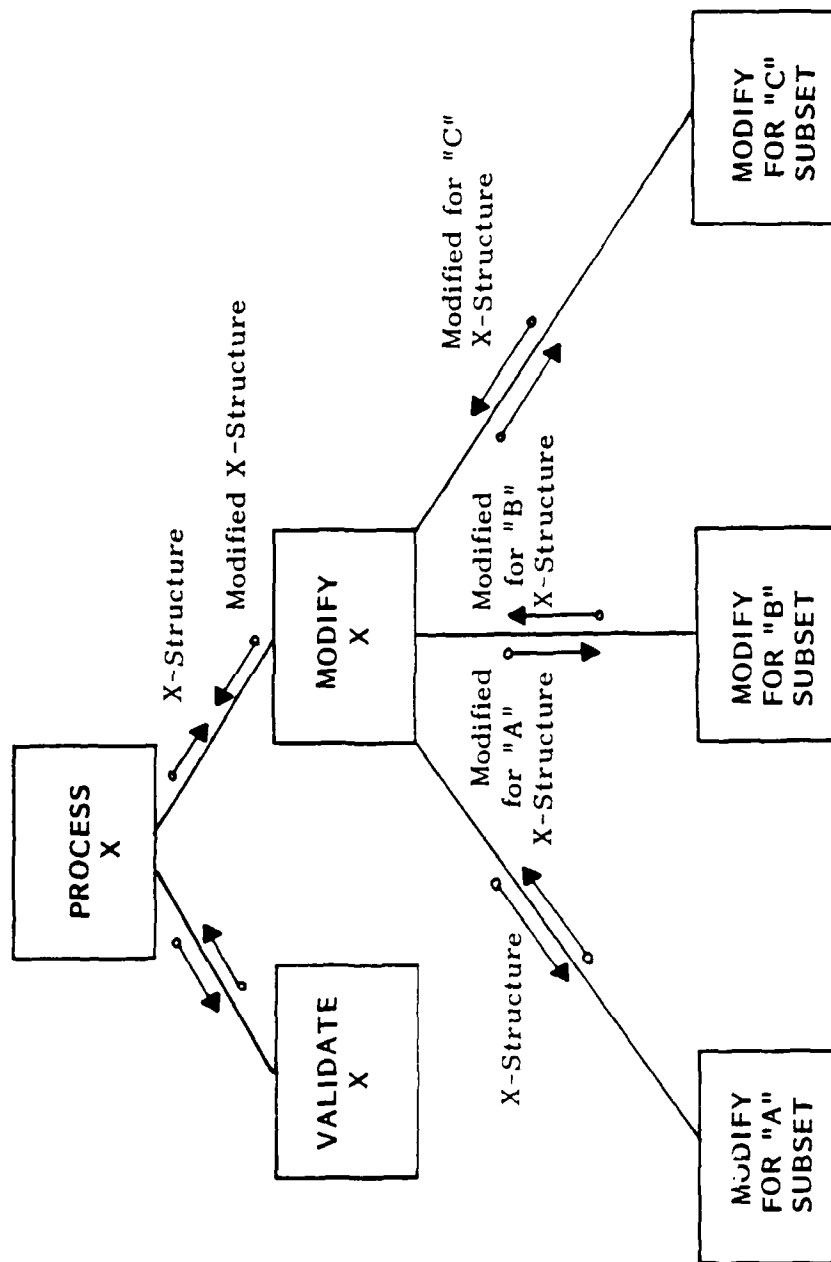 PROCESS
X
X-Structure
Modified X-Structure
VALIDATE
X
MODIFY
X
X-Structure
Modified
for "A"
X-Structure
Modified
for "B"
X-Structure
Modified for "C"
X-Structure
MODIFY
FOR "A"
SUBSET
MODIFY
FOR "B"
SUBSET
MODIFY
FOR "C"
SUBSET